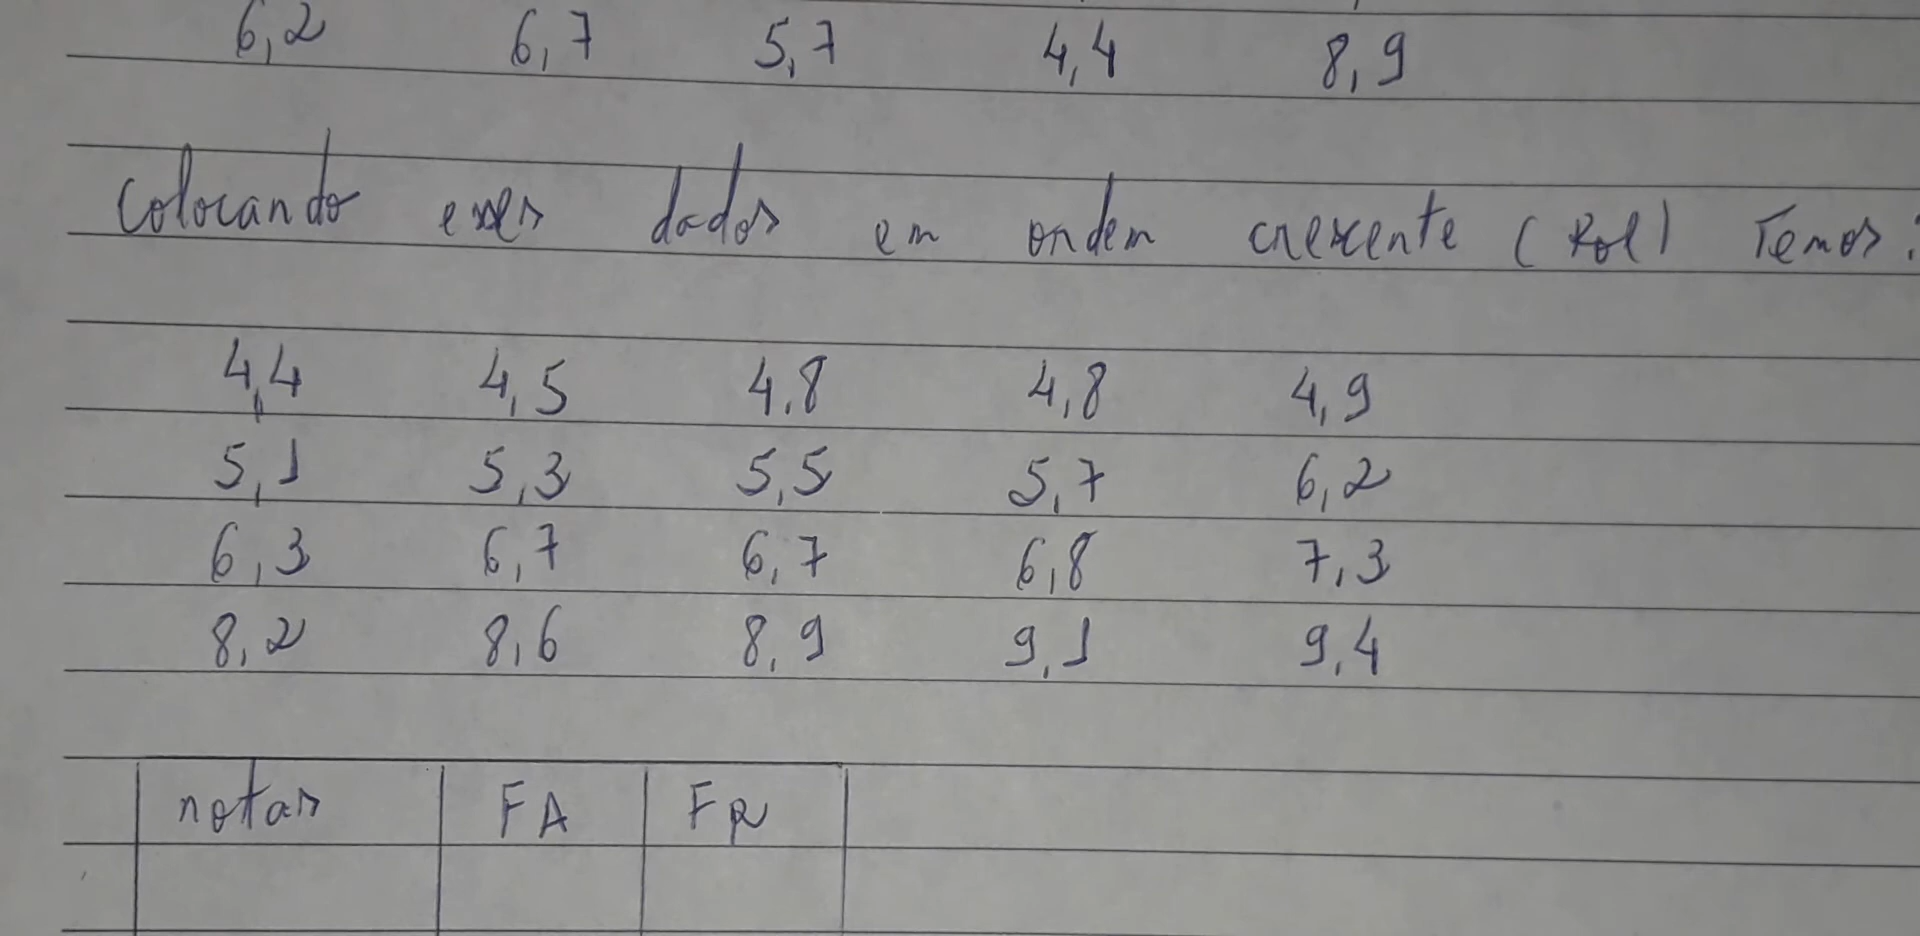 6,2 6,7 5,7 4,4 8,9
Colocando esses dados em ordem crescente (Rol) Temos:
4,4 4,5 4,8 4,8 4,9
5,1 5,3 5,5 5,7 6,2
6,3 6,7 6,7 6,8 7,3
8,2 8,6 8,9 9,1 9,4
notas FA FR